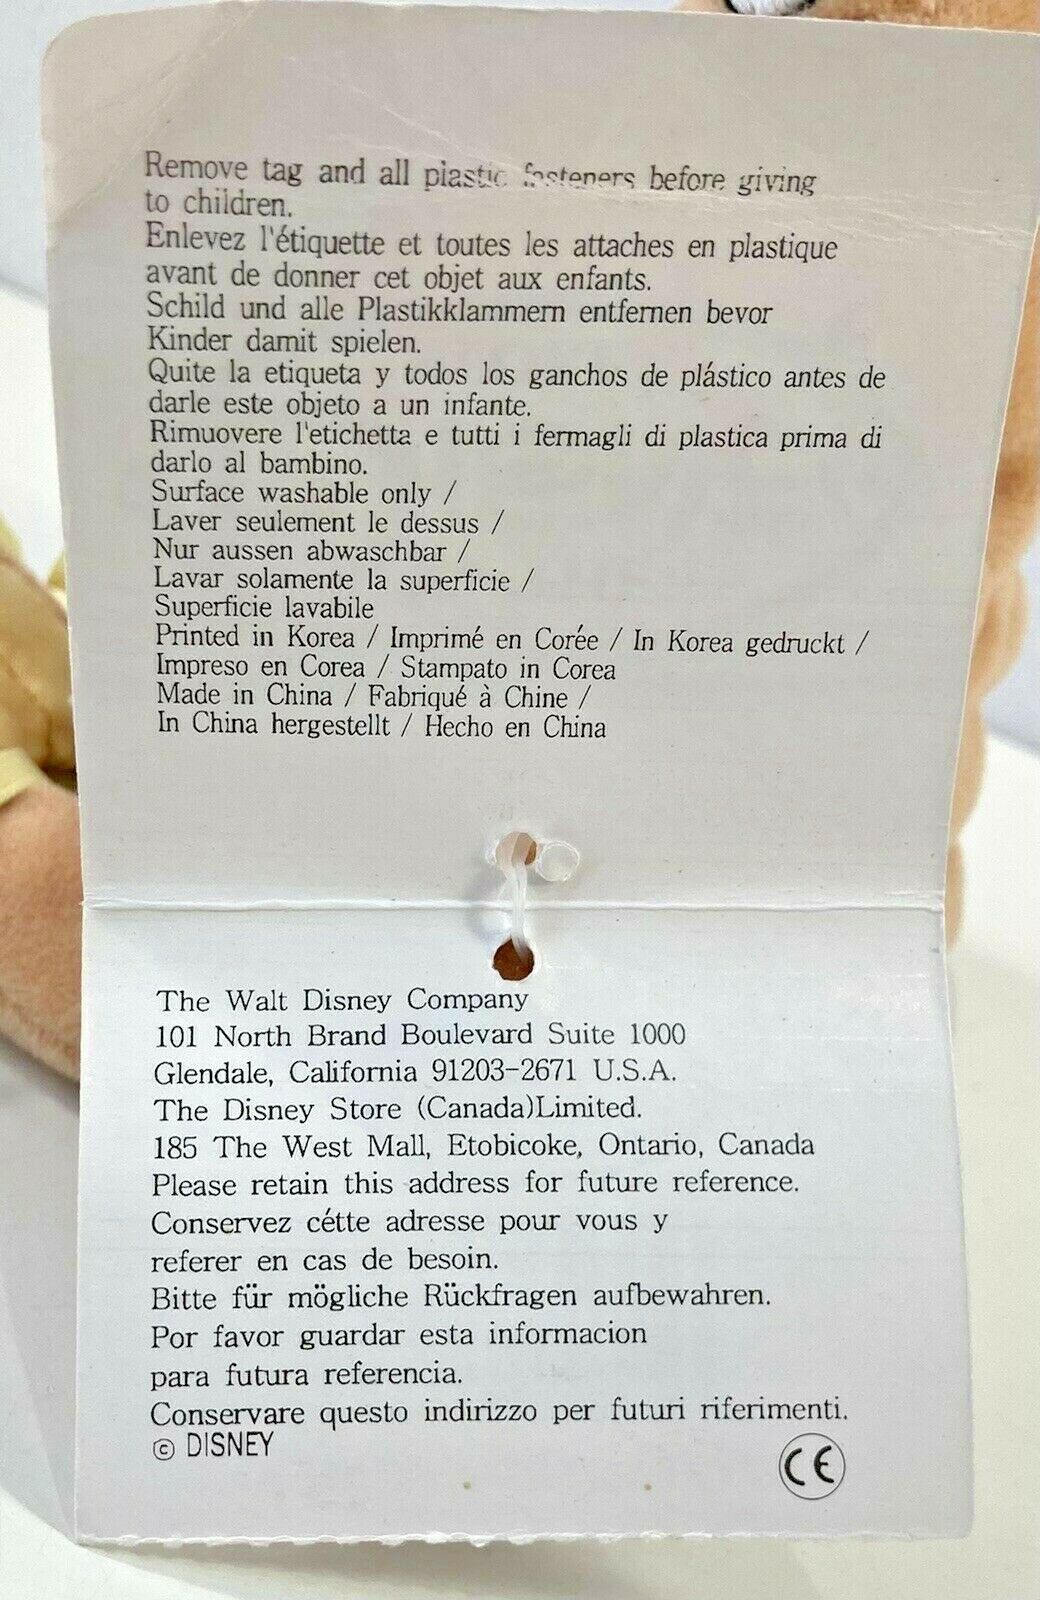 Remove tag and all plastic fasteners before giving
to children.
Enlevez l'étiquette et toutes les attaches en plastique
avant de donner cet objet aux enfants.
Schild und alle Plastikklammern entfernen bevor
Kinder damit spielen.
Quite la etiqueta y todos los ganchos de plástico antes de
darle este objeto a un infante.
Rimuovere l'etichetta e tutti i fermagli di plastica prima di
darlo al bambino.
Surface washable only /
Laver seulement le dessus /
Nur aussen abwaschbar /
Lavar solamente la superficie /
Superficie lavabile
Printed in Korea / Imprimé en Corée / In Korea gedruckt /
Impreso en Corea / Stampato in Corea
Made in China / Fabriqué à Chine /
In China hergestellt / Hecho en China
The Walt Disney Company
101 North Brand Boulevard Suite 1000
Glendale, California 91203-2671 U.S.A.
The Disney Store (Canada)Limited.
185 The West Mall, Etobicoke, Ontario, Canada
Please retain this address for future reference.
Conservez cétte adresse pour vous y
referer en cas de besoin.
Bitte für mögliche Rückfragen aufbewahren.
Por favor guardar esta informacion
para futura referencia.
Conservare questo indirizzo per futuri riferimenti.
© DISNEY
CE